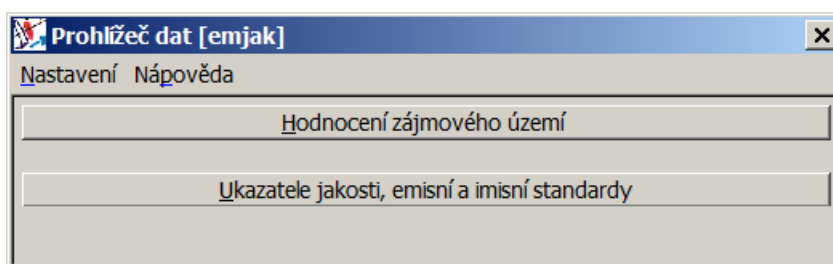 Prohlížeč dat [emjak]
Nastavení Nápověda
Hodnocení zájmového území
Ukazatele jakosti, emisní a imisní standardy